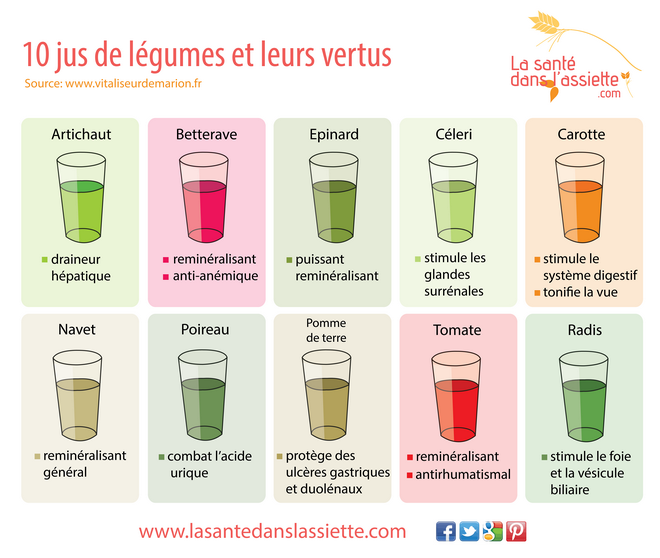 10 jus de légumes et leurs vertus
Source: www.vitaliseurdemarion.fr
La santé
dans l'assiette
.com
Artichaut
draineur
hépatique
Betterave
reminéralisant
anti-anémique
Epinard
puissant
reminéralisant
Céleri
stimule les
glandes
surrénales
Carotte
stimule le
système digestif
tonifie la vue
Navet
reminéralisant
général
Poireau
combat l'acide
urique
Pomme
de terre
protège des
ulcères gastriques
et duolénaux
Tomate
reminéralisant
antirhumatismal
Radis
stimule le foie
et la vésicule
biliaire
www.lasantedanslassiette.com